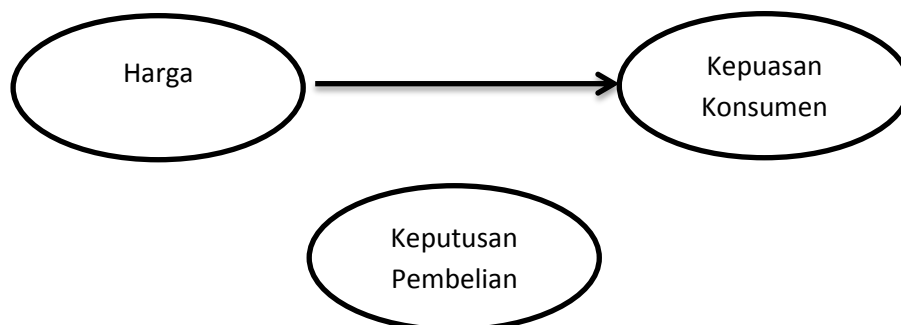 Harga
Kepuasan
Konsumen
Keputusan
Pembelian